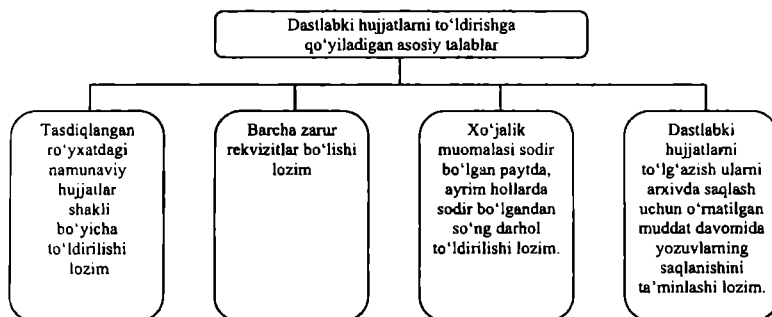 Dastlabki hujjatlarni to‘ldirishga
qo‘yiladigan asosiy talablar
Tasdiqlangan
ro‘yxatdagi
namunaviy
hujjatlar
shakli
bo‘yicha
to‘ldirilishi
lozim
Barcha zarur
rekvizitlar bo‘lishi
lozim
Xo‘jalik
muomalasi sodir
bo‘lgan paytda,
ayrim hollarda
sodir bo‘lgandan
so‘ng darhol
to‘ldirilishi lozim.
Dastlabki
hujjatlarni
to‘lg‘azish ularni
arxivda saqlash
uchun o‘rnatilgan
muddat davomida
yozuvlarning
saqlanishini
ta’minlashi lozim.